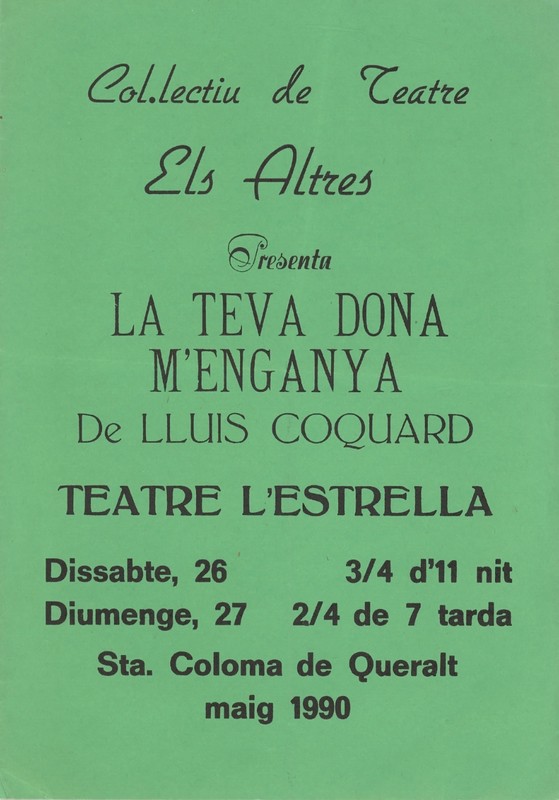 Col.lectiu de Teatre
Els Altres
Presenta
LA TEVA DONA
M'ENGANYA
De LLUIS COQUARD
TEATRE L'ESTRELLA
Dissabte, 26 3/4 d'11 nit
Diumenge, 27 2/4 de 7 tarda
Sta. Coloma de Queralt
maig 1990